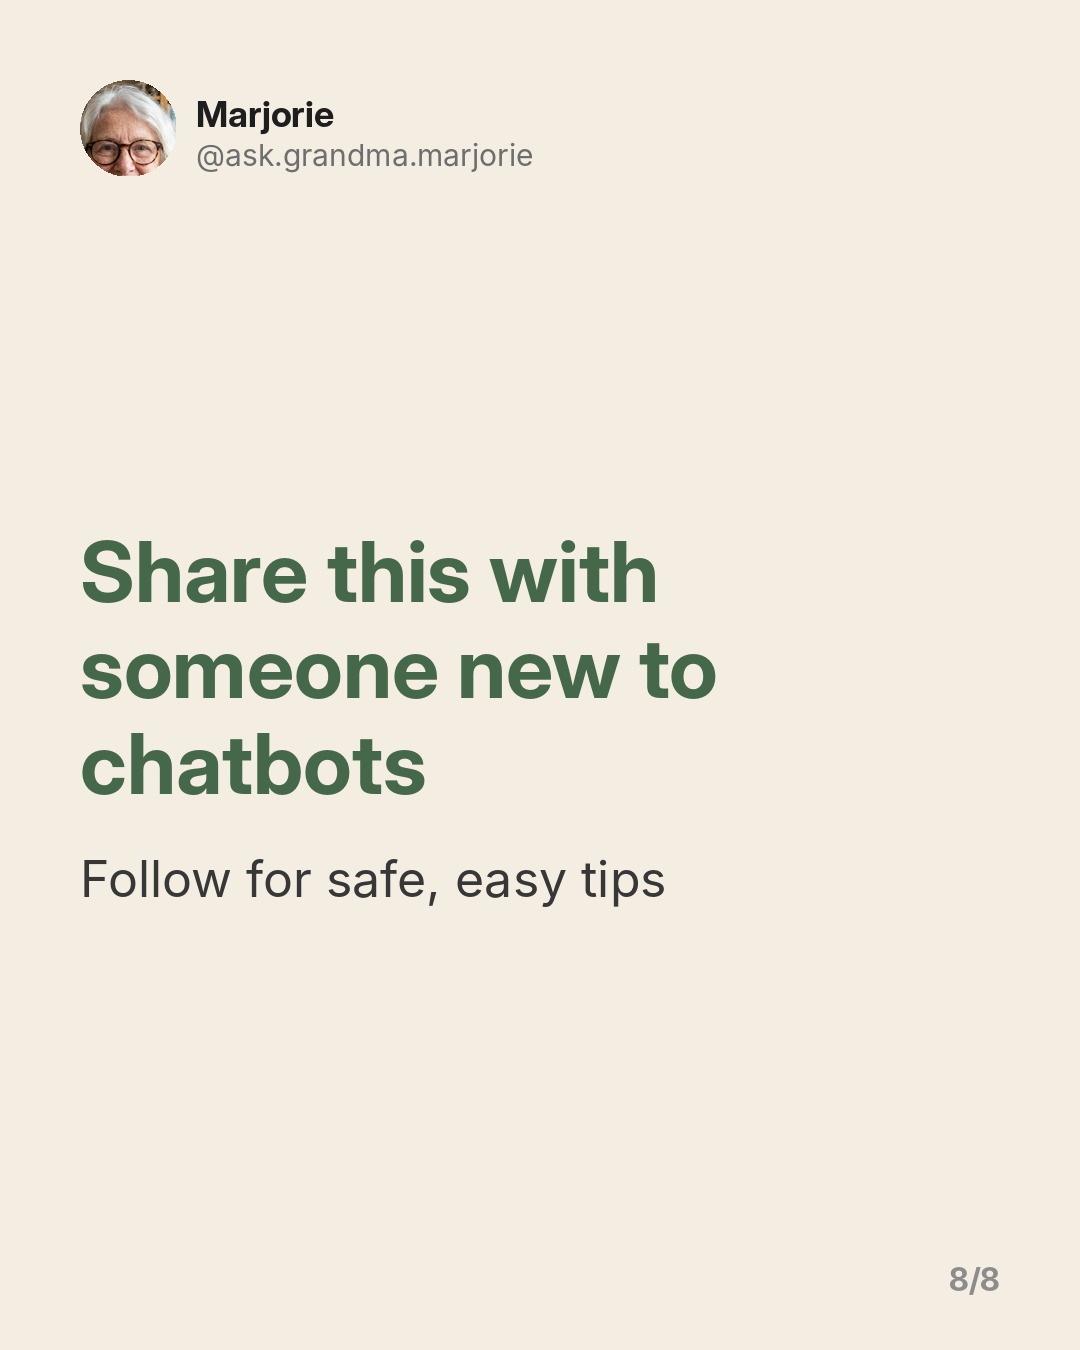 Marjorie
@ask.grandma.marjorie
Share this with
someone new to
chatbots
Follow for safe, easy tips
8/8